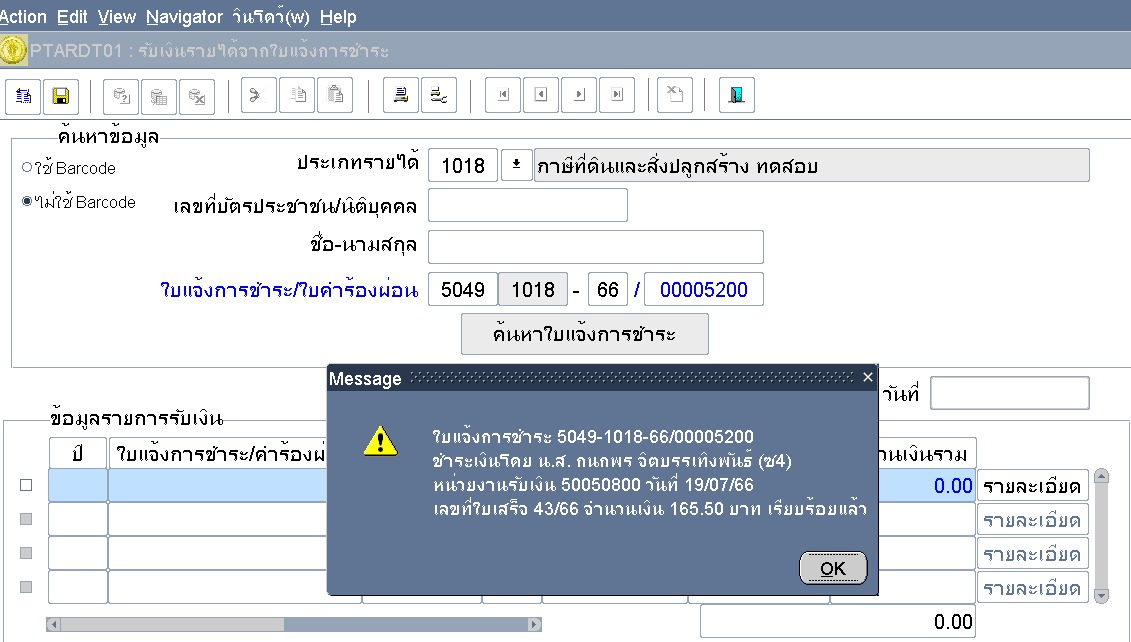 Action Edit View Navigator วินโดว์(w) Help
PTARDT01 : รับเงินรายได้จากใบแจ้งการชำระ
ค้นหาข้อมูล
ใช้ Barcode
ประเภทรายได้ 1018 ภาษีที่ดินและสิ่งปลูกสร้าง ทดสอบ
ไม่ใช้ Barcode
เลขที่บัตรประชาชน/นิติบุคคล
ชื่อ-นามสกุล
ใบแจ้งการชำระ/ใบคำร้องผ่อน 5049 1018 - 66 / 00005200
ค้นหาใบแจ้งการชำระ
Message
วันที่
ข้อมูลรายการรับเงิน
ปี ใบแจ้งการชำระ/คำร้องผ่ านเงินรวม
ใบแจ้งการชำระ 5049-1018-66/00005200
ชำระเงินโดย น.ส. กนกพร จิตบรรเทิงพันธ์ (ซ4)
หน่วยงานรับเงิน 50050800 วันที่ 19/07/66
เลขที่ใบเสร็จ 43/66 จำนวนเงิน 165.50 บาท เรียบร้อยแล้ว
OK
0.00 รายละเอียด
รายละเอียด
รายละเอียด
รายละเอียด
0.00